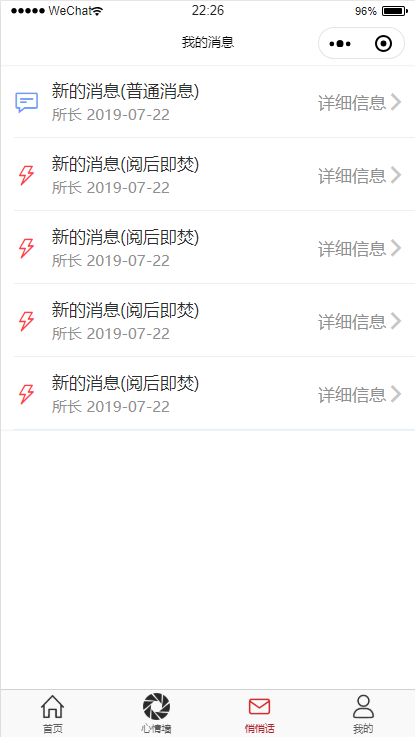 ●●●●● WeChat 22:26 96%
我的消息
新的消息(普通消息)
所长 2019-07-22
详细信息
新的消息(阅后即焚)
所长 2019-07-22
详细信息
新的消息(阅后即焚)
所长 2019-07-22
详细信息
新的消息(阅后即焚)
所长 2019-07-22
详细信息
新的消息(阅后即焚)
所长 2019-07-22
详细信息
首页 心情墙 悄悄话 我的